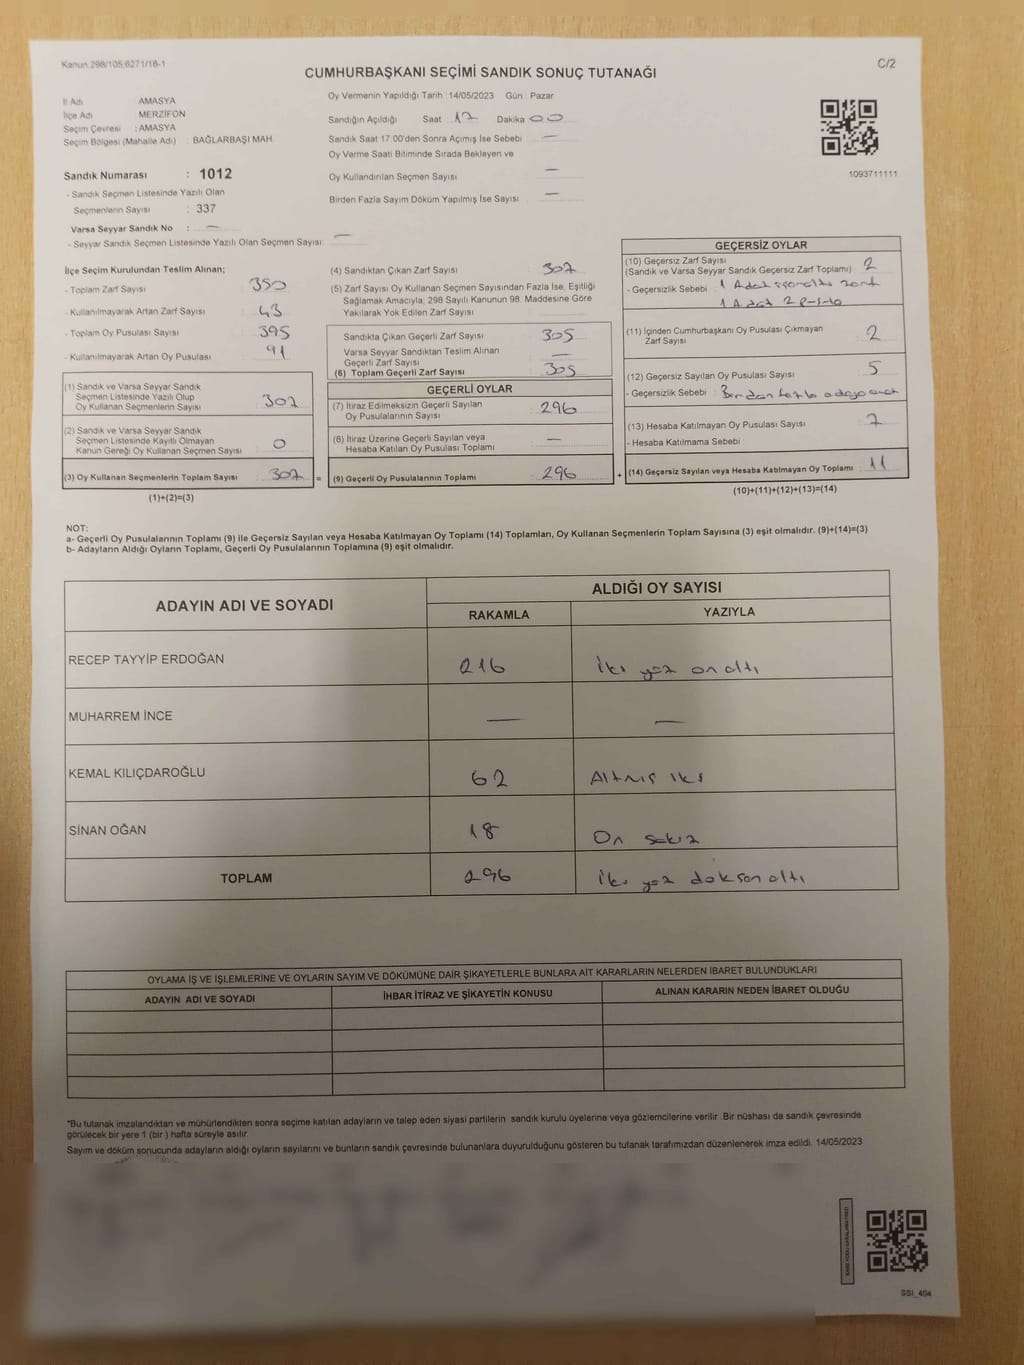 Kanun:298/105,6271/18-1
C/2
CUMHURBAŞKANI SEÇİMİ SANDIK SONUÇ TUTANAĞI
İl Adı : AMASYA
İlçe Adı : MERZİFON
Seçim Çevresi : AMASYA
Seçim Bölgesi (Mahalle Adı) : BAĞLARBAŞI MAH
Sandık Numarası : 1012
- Sandık Seçmen Listesinde Yazılı Olan
Seçmenlerin Sayısı : 337
Varsa Seyyar Sandık No : —
- Seyyar Sandık Seçmen Listesinde Yazılı Olan Seçmen Sayısı: —
Oy Vermenin Yapıldığı Tarih :14/05/2023 Gün : Pazar
Sandığın Açıldığı Saat 17 Dakika 00
Sandık Saat 17:00'den Sonra Açımış İse Sebebi —
Oy Verme Saati Bitiminde Sırada Bekleyen ve
Oy Kullandırılan Seçmen Sayısı —
Birden Fazla Sayım Döküm Yapılmış İse Sayısı —
1093711111
İlçe Seçim Kurulundan Teslim Alınan;
- Toplam Zarf Sayısı 350
- Kullanılmayarak Artan Zarf Sayısı : 43
- Toplam Oy Pusulası Sayısı 395
- Kullanılmayarak Artan Oy Pusulası 91
(1) Sandık ve Varsa Seyyar Sandık
Seçmen Listesinde Yazılı Olup
Oy Kullanan Seçmenlerin Sayısı 307
(2) Sandık ve Varsa Seyyar Sandık
Seçmen Listesinde Kayıtlı Olmayan
Kanun Gereği Oy Kullanan Seçmen Sayısı 0
(3) Oy Kullanan Seçmenlerin Toplam Sayısı : 307 =
(1)+(2)=(3)
(4) Sandıktan Çıkan Zarf Sayısı 307
(5) Zarf Sayısı Oy Kullanan Seçmen Sayısından Fazla İse, Eşitliği
Sağlamak Amacıyla, 298 Sayılı Kanunun 98. Maddesine Göre
Yakılarak Yok Edilen Zarf Sayısı
Sandıkta Çıkan Geçerli Zarf Sayısı 305
Varsa Seyyar Sandıktan Teslim Alınan
Geçerli Zarf Sayısı —
(6) Toplam Geçerli Zarf Sayısı 305
GEÇERLİ OYLAR
(7) İtiraz Edilmeksizin Geçerli Sayılan
Oy Pusulalarının Sayısı 296
(8) İtiraz Üzerine Geçerli Sayılan veya
Hesaba Katılan Oy Pusulası Toplamı —
(9) Geçerli Oy Pusulalarının Toplamı : 296 +
GEÇERSİZ OYLAR
(10) Geçersiz Zarf Sayısı
(Sandık ve Varsa Seyyar Sandık Geçersiz Zarf Toplamı) 2
- Geçersizlik Sebebi : 1 Adet zarf
1 Adet 2
(11) İçinden Cumhurbaşkanı Oy Pusulası Çıkmayan
Zarf Sayısı 2
(12) Geçersiz Sayılan Oy Pusulası Sayısı 5
- Geçersizlik Sebebi : Birden fazla
(13) Hesaba Katılmayan Oy Pusulası Sayısı
- Hesaba Katılmama Sebebi
(14) Geçersiz Sayılan veya Hesaba Katılmayan Oy Toplamı : 11
(10)+(11)+(12)+(13)=(14)
NOT:
a- Geçerli Oy Pusulalarının Toplamı (9) ile Geçersiz Sayılan veya Hesaba Katılmayan Oy Toplamı (14) Toplamları, Oy Kullanan Seçmenlerin Toplam Sayısına (3) eşit olmalıdır. (9)+(14)=(3)
b- Adayların Aldığı Oyların Toplamı, Geçerli Oy Pusulalarının Toplamına (9) eşit olmalıdır.
ADAYIN ADI VE SOYADI
ALDIĞI OY SAYISI
RAKAMLA YAZIYLA
RECEP TAYYİP ERDOĞAN 216 İki yüz on altı
MUHARREM İNCE — —
KEMAL KILIÇDAROĞLU 62 Altmış iki
SİNAN OĞAN 18 On sekiz
TOPLAM 296 İki yüz doksan altı
OYLAMA İŞ VE İŞLEMLERİNE VE OYLARIN SAYIM VE DÖKÜMÜNE DAİR ŞİKAYETLERLE BUNLARA AİT KARARLARIN NELERDEN İBARET BULUNDUKLARI
ADAYIN ADI VE SOYADI İHBAR İTİRAZ VE ŞİKAYETİN KONUSU ALINAN KARARIN NEDEN İBARET OLDUĞU
*Bu tutanak imzalandıktan ve mühürlendikten sonra seçime katılan adayların ve talep eden siyasi partilerin sandık kurulu üyelerine veya gözlemcilerine verilir .Bir nüshası da sandık çevresinde
görülecek bir yere 1 (bir ) hafta süreyle asılır.
Sayım ve döküm sonucunda adayların aldığı oyların sayılarını ve bunların sandık çevresinde bulunanlara duyurulduğunu gösteren bu tutanak tarafımızdan düzenlenerek imza edildi. 14/05/2023
SSI_404